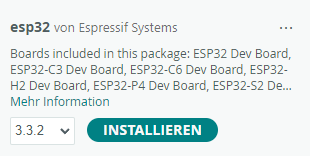 esp32 von Espressif Systems
Boards included in this package: ESP32 Dev Board,
ESP32-C3 Dev Board, ESP32-C6 Dev Board, ESP32-
H2 Dev Board, ESP32-P4 Dev Board, ESP32-S2 De...
Mehr Information
3.3.2 INSTALLIEREN